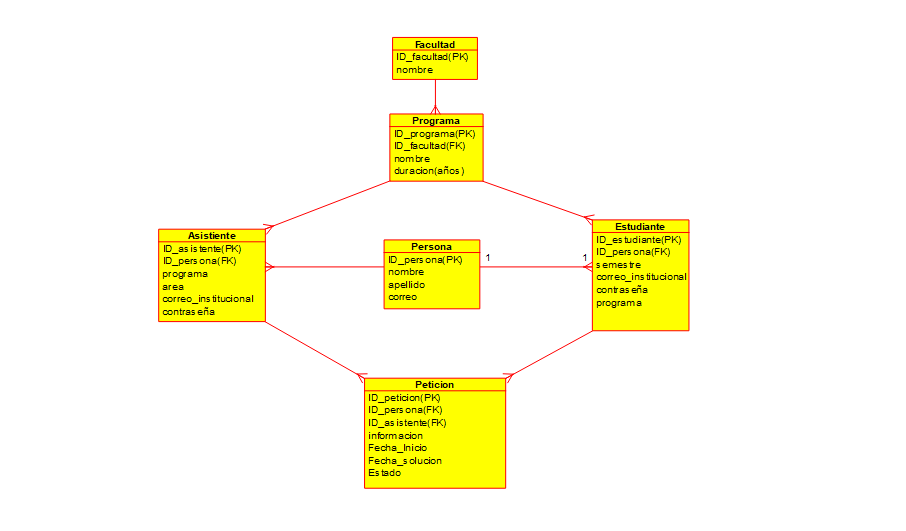 Facultad
ID_facultad(PK)
nombre
Programa
ID_programa(PK)
ID_facultad(FK)
nombre
duracion(años)
Asistiente
ID_asistente(PK)
ID_persona(FK)
programa
area
correo_institucional
contraseña
Persona
ID_persona(PK)
nombre
apellido
correo
1
1
Estudiante
ID_estudiante(PK)
ID_persona(FK)
semestre
correo_institucional
contraseña
programa
Peticion
ID_peticion(PK)
ID_persona(FK)
ID_asistente(FK)
informacion
Fecha_Inicio
Fecha_solucion
Estado